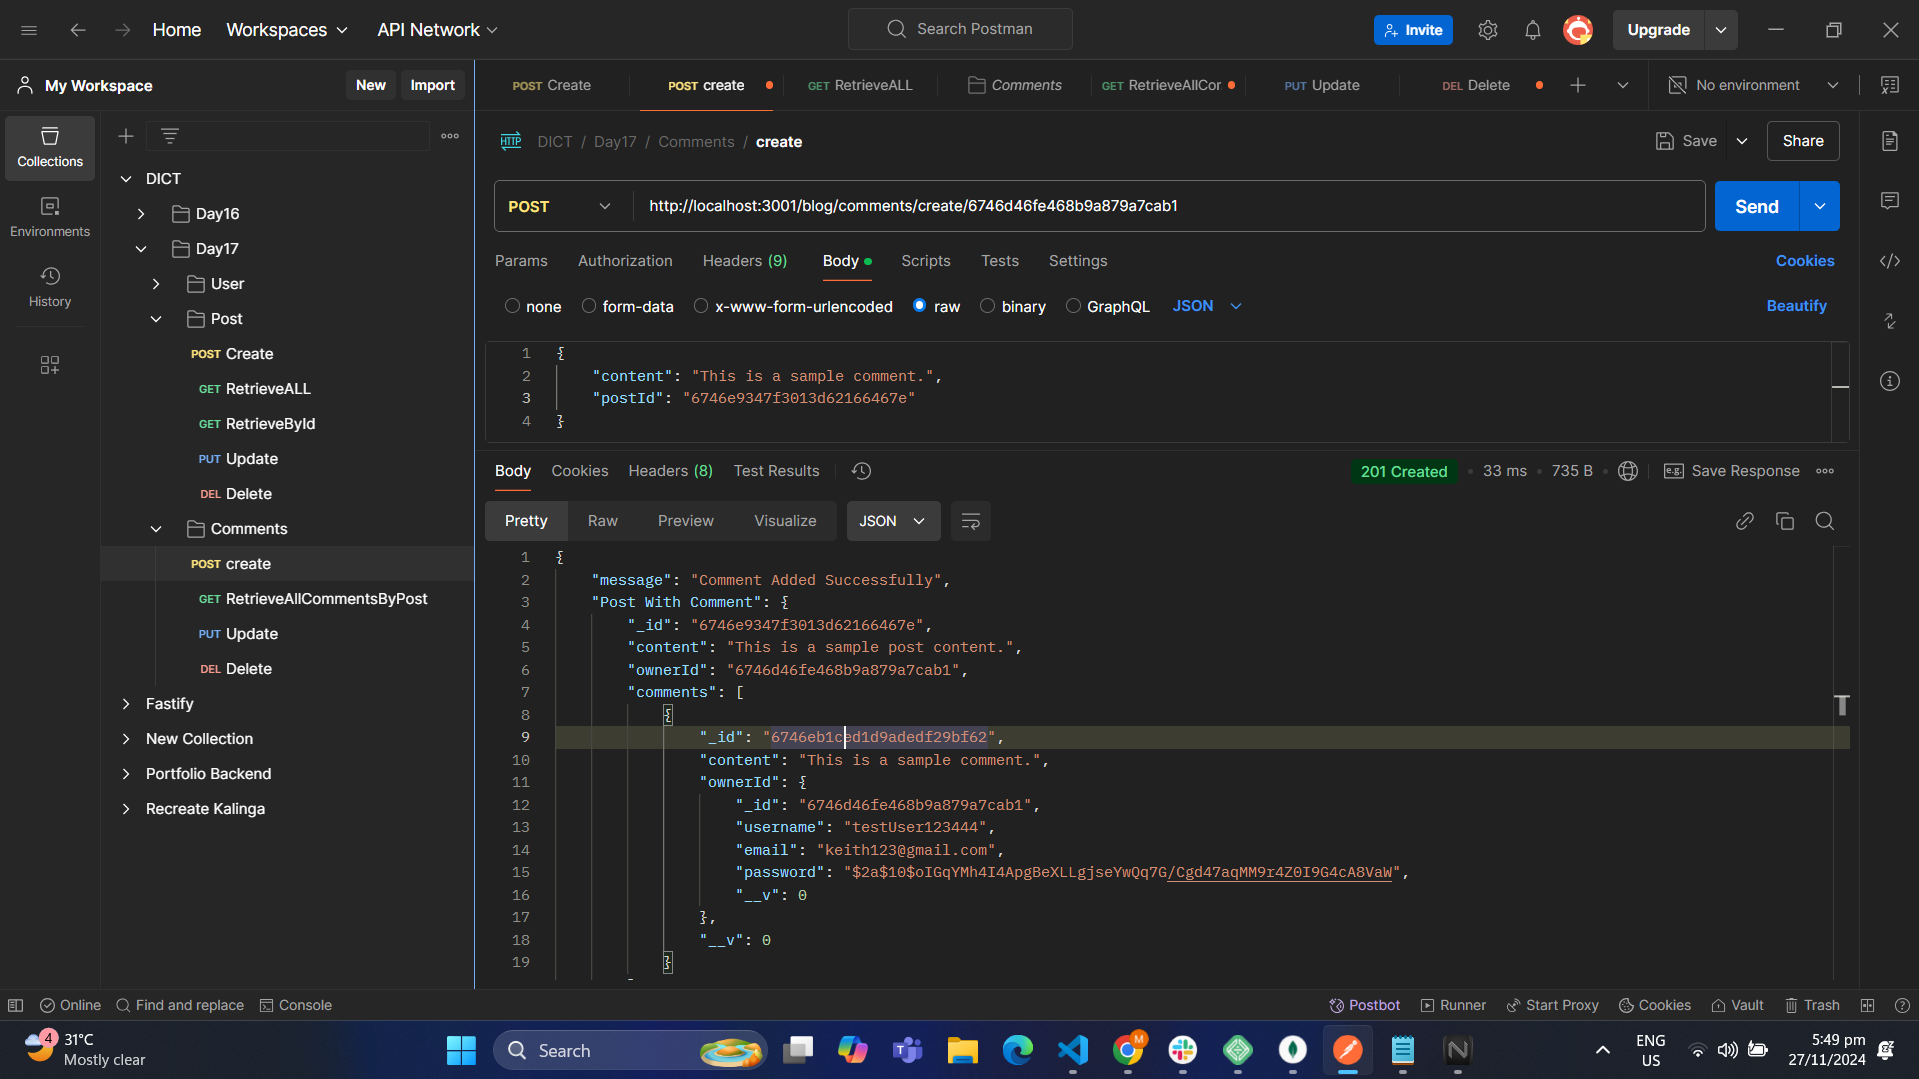 Home
Workspaces
API Network
Search Postman
Invite
Upgrade
My Workspace
New
Import
POST Create
POST create
GET RetrieveALL
Comments
GET RetrieveAllCor
PUT Update
DEL Delete
No environment
Collections
Environments
History
DICT
Day16
Day17
User
Post
POST Create
GET RetrieveALL
GET RetrieveById
PUT Update
DEL Delete
Comments
POST create
GET RetrieveAllCommentsByPost
PUT Update
DEL Delete
Fastify
New Collection
Portfolio Backend
Recreate Kalinga
HTTP DICT / Day17 / Comments / create
Save
Share
POST
http://localhost:3001/blog/comments/create/6746d46fe468b9a879a7cab1
Send
Params
Authorization
Headers (9)
Body
Scripts
Tests
Settings
Cookies
none
form-data
x-www-form-urlencoded
raw
binary
GraphQL
JSON
Beautify
1 {
2 "content": "This is a sample comment.",
3 "postId": "6746e9347f3013d62166467e"
4 }
Body
Cookies
Headers (8)
Test Results
201 Created
33 ms
735 B
e.g. Save Response
Pretty
Raw
Preview
Visualize
JSON
1 {
2 "message": "Comment Added Successfully",
3 "Post With Comment": {
4 "_id": "6746e9347f3013d62166467e",
5 "content": "This is a sample post content.",
6 "ownerId": "6746d46fe468b9a879a7cab1",
7 "comments": [
8 {
9 "_id": "6746eb1ced1d9adedf29bf62",
10 "content": "This is a sample comment.",
11 "ownerId": {
12 "_id": "6746d46fe468b9a879a7cab1",
13 "username": "testUser123444",
14 "email": "keith123@gmail.com",
15 "password": "$2a$10$oIGqYMh4I4ApgBeXLLgjseYwQq7G/Cgd47aqMM9r4Z0I9G4cA8VaW",
16 "__v": 0
17 },
18 "__v": 0
19 }
Online
Find and replace
Console
Postbot
Runner
Start Proxy
Cookies
Vault
Trash
4
31°C
Mostly clear
Search
M
ENG
US
5:49 pm
27/11/2024